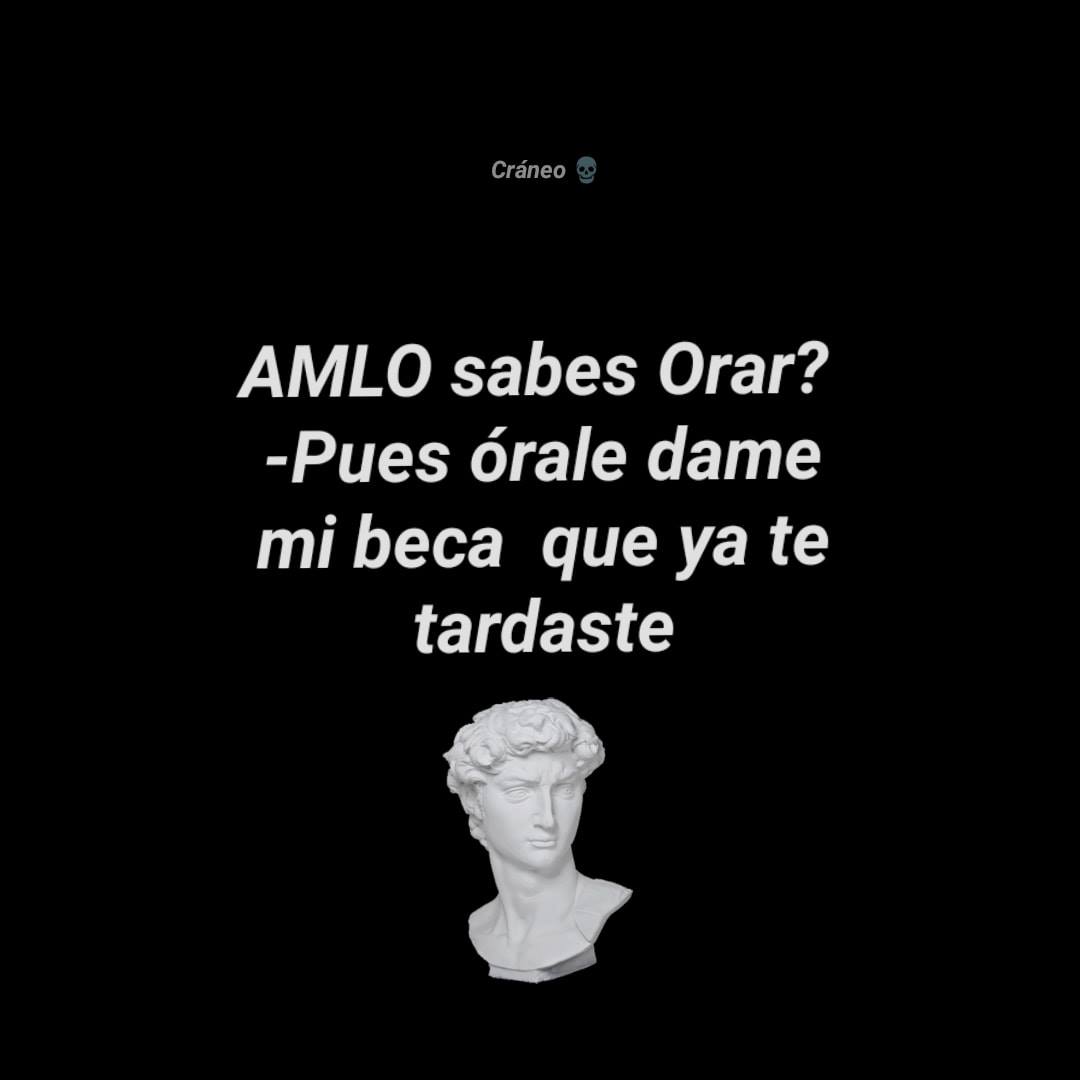 Cráneo 💀
AMLO sabes Orar?
-Pues órale dame
mi beca  que ya te
tardaste